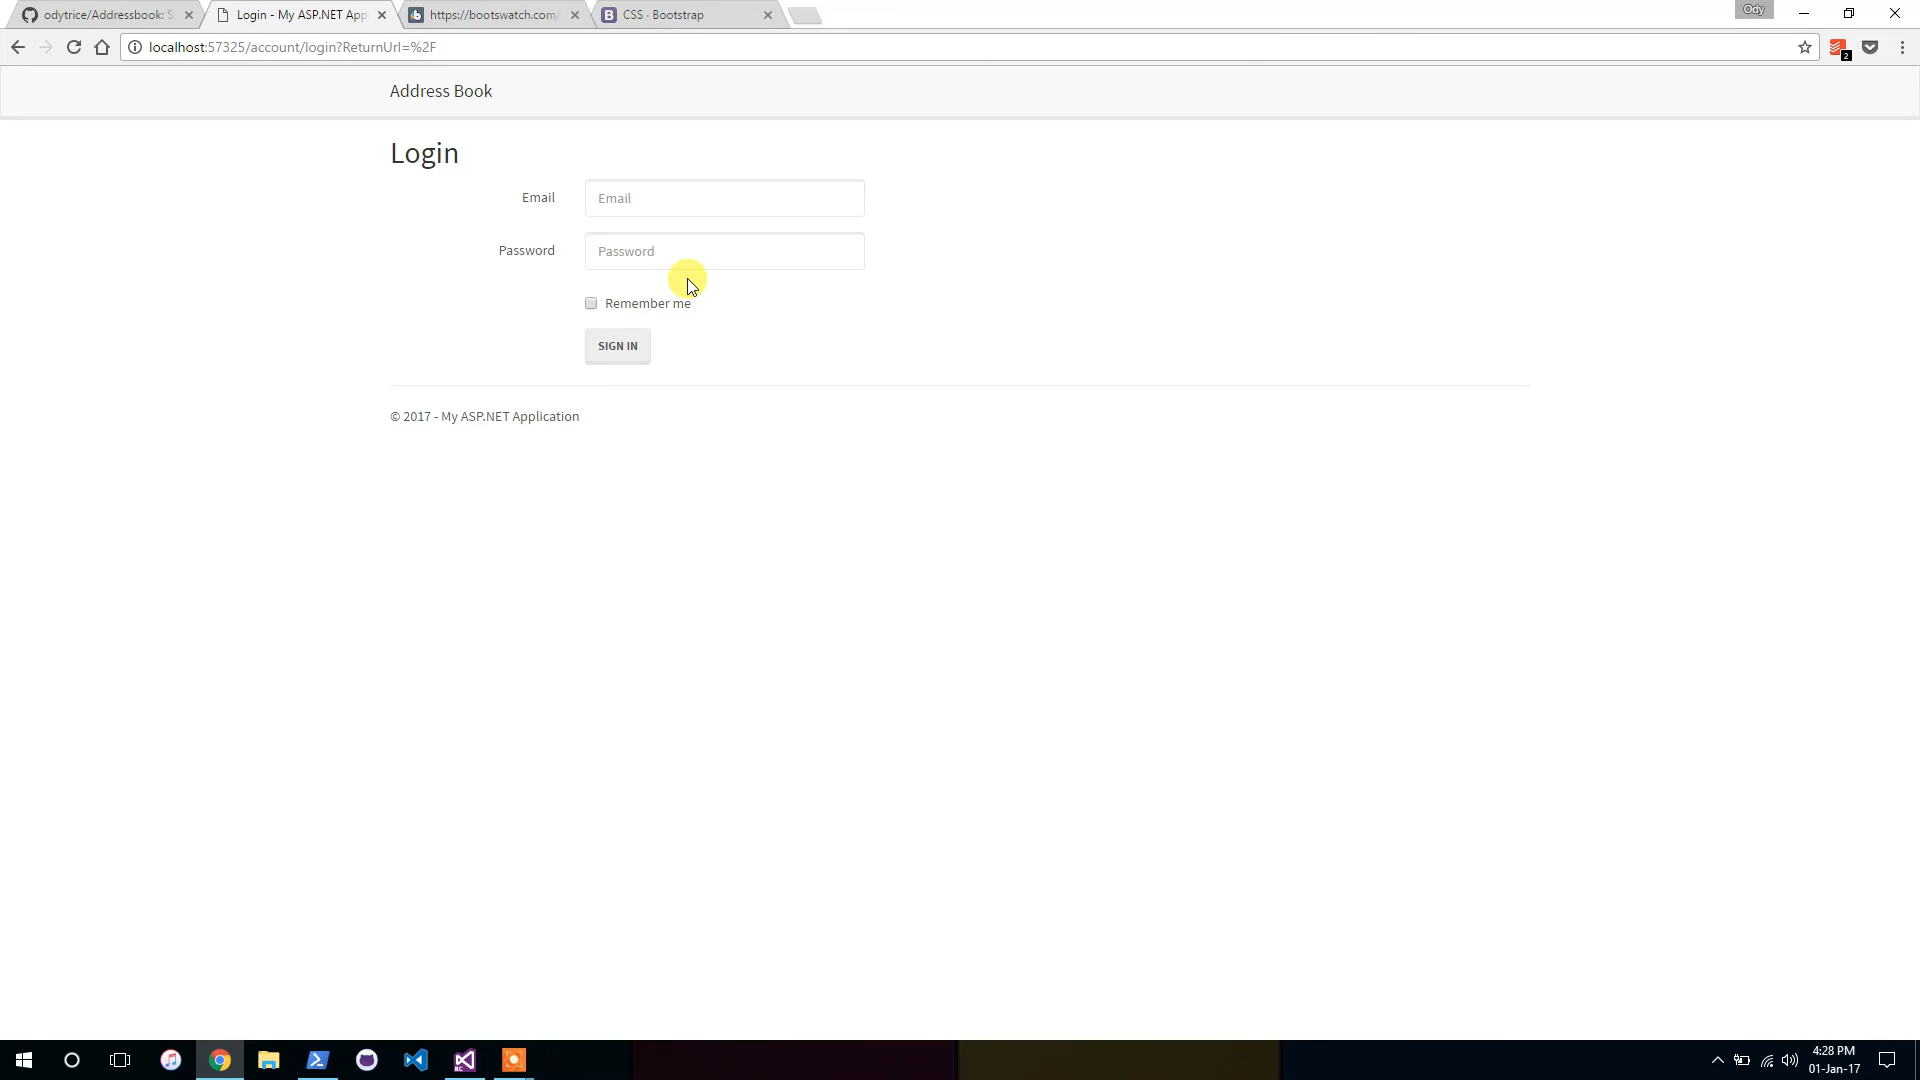 odytrice/Addressbook: S
Login - My ASP.NET App
https://bootswatch.com/
CSS · Bootstrap
Ody
localhost:57325/account/login?ReturnUrl=%2F
2
Address Book
Login
Email
Email
Password
Password
Remember me
SIGN IN
© 2017 - My ASP.NET Application
RC
4:28 PM
01-Jan-17